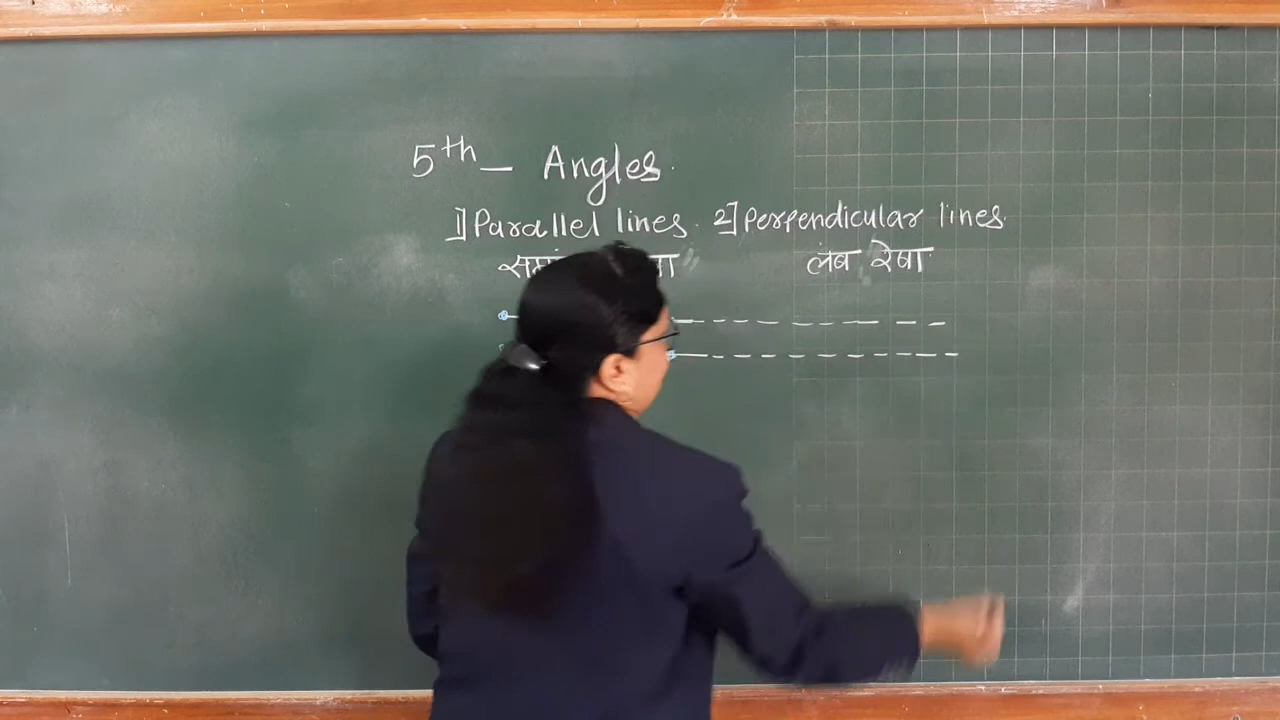 5th - Angles.
1] Parallel lines. 2] Perpendicular lines.
लंब रेषा